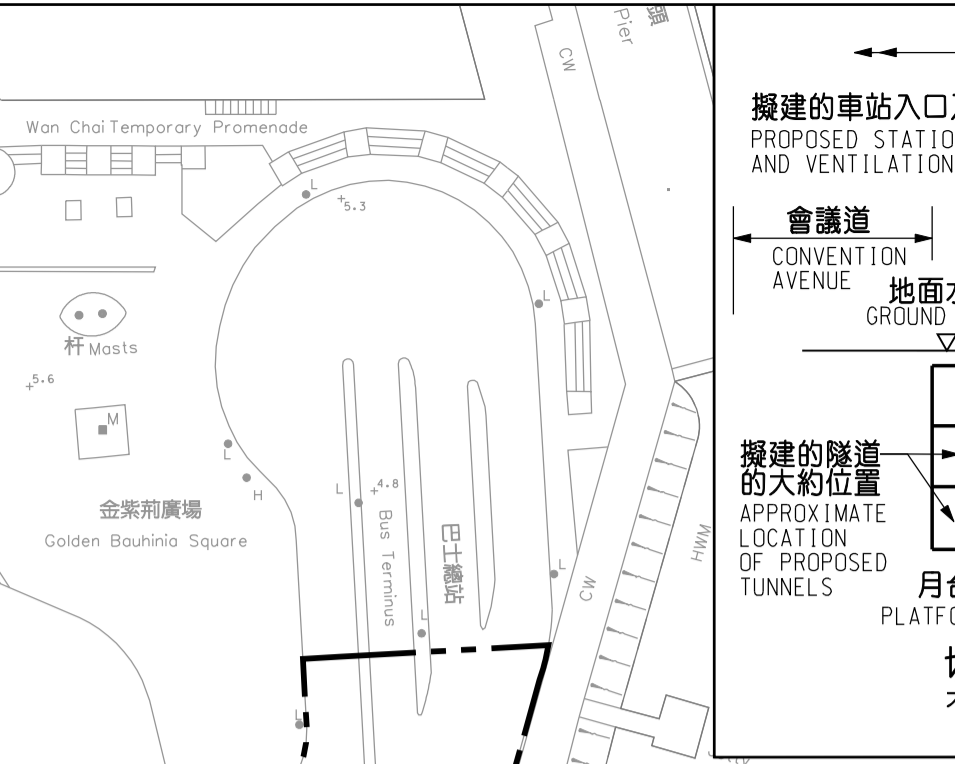 頭
Pier
CW
Wan Chai Temporary Promenade
L
+5.3
L
杆 Masts
+5.6
M
L
H
金紫荊廣場
Golden Bauhinia Square
L
+4.8
Bus Terminus
巴士總站
L
L
CW
HWM
L
擬建的車站入口
PROPOSED
AND VENTILATION
會議道
CONVENTION
AVENUE
地面
GROUND
擬建的隧道
的大約位置
APPROXIMATE
LOCATION
OF PROPOSED
TUNNELS
月